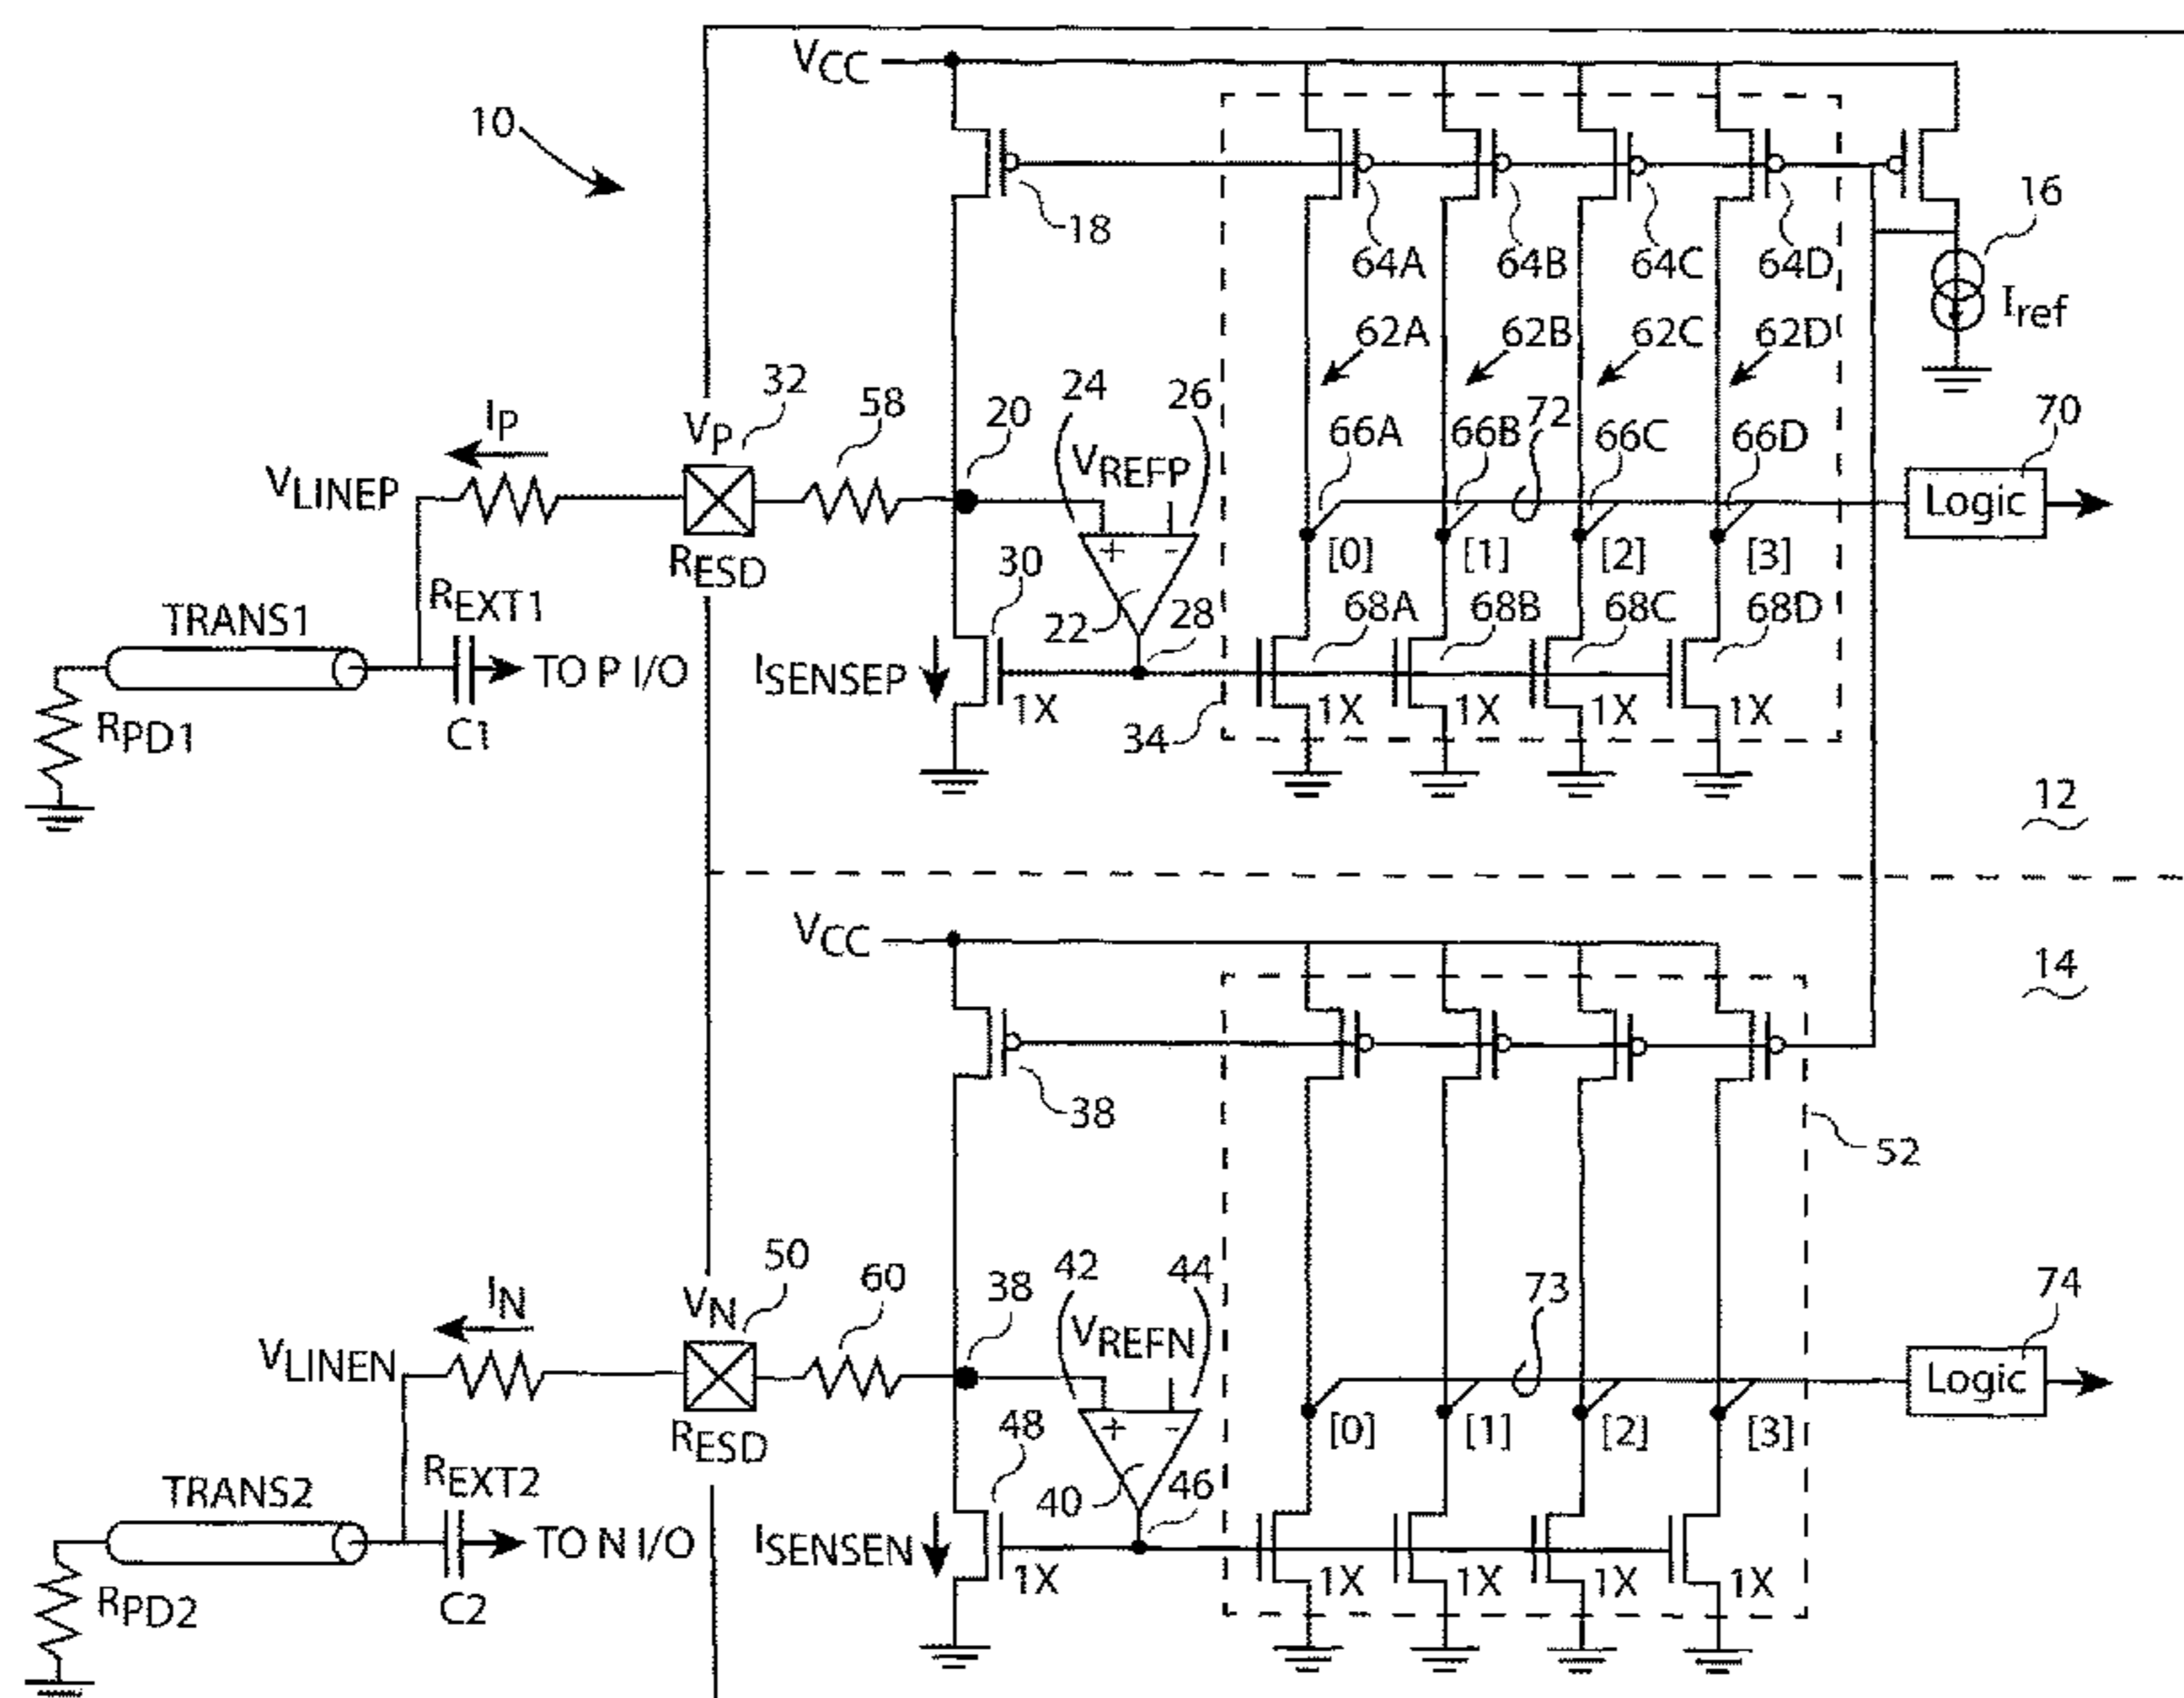 VCC
10
18
64A 64B 64C 64D
16
Iref
62A 62B 62C 62D
32
58
20
24
26
IP
VP
VREFP
66A 66B 72 66C 66D
70
VLINEP
Logic
RESD
+ -
[0] [1] [2] [3]
30
REXT1
22
28
68A 68B 68C 68D
TRANS1
TO P I/O
ISENSEP
1X 1X 1X 1X 1X
RPD1
C1
34
12
VCC
14
38
52
50
60
38
42
44
IN
VN
VREFN
73
74
VLINEN
Logic
RESD
+ -
[0] [1] [2] [3]
48
REXT2
40
46
TRANS2
TO N I/O
ISENSEN
1X 1X 1X 1X 1X
RPD2
C2